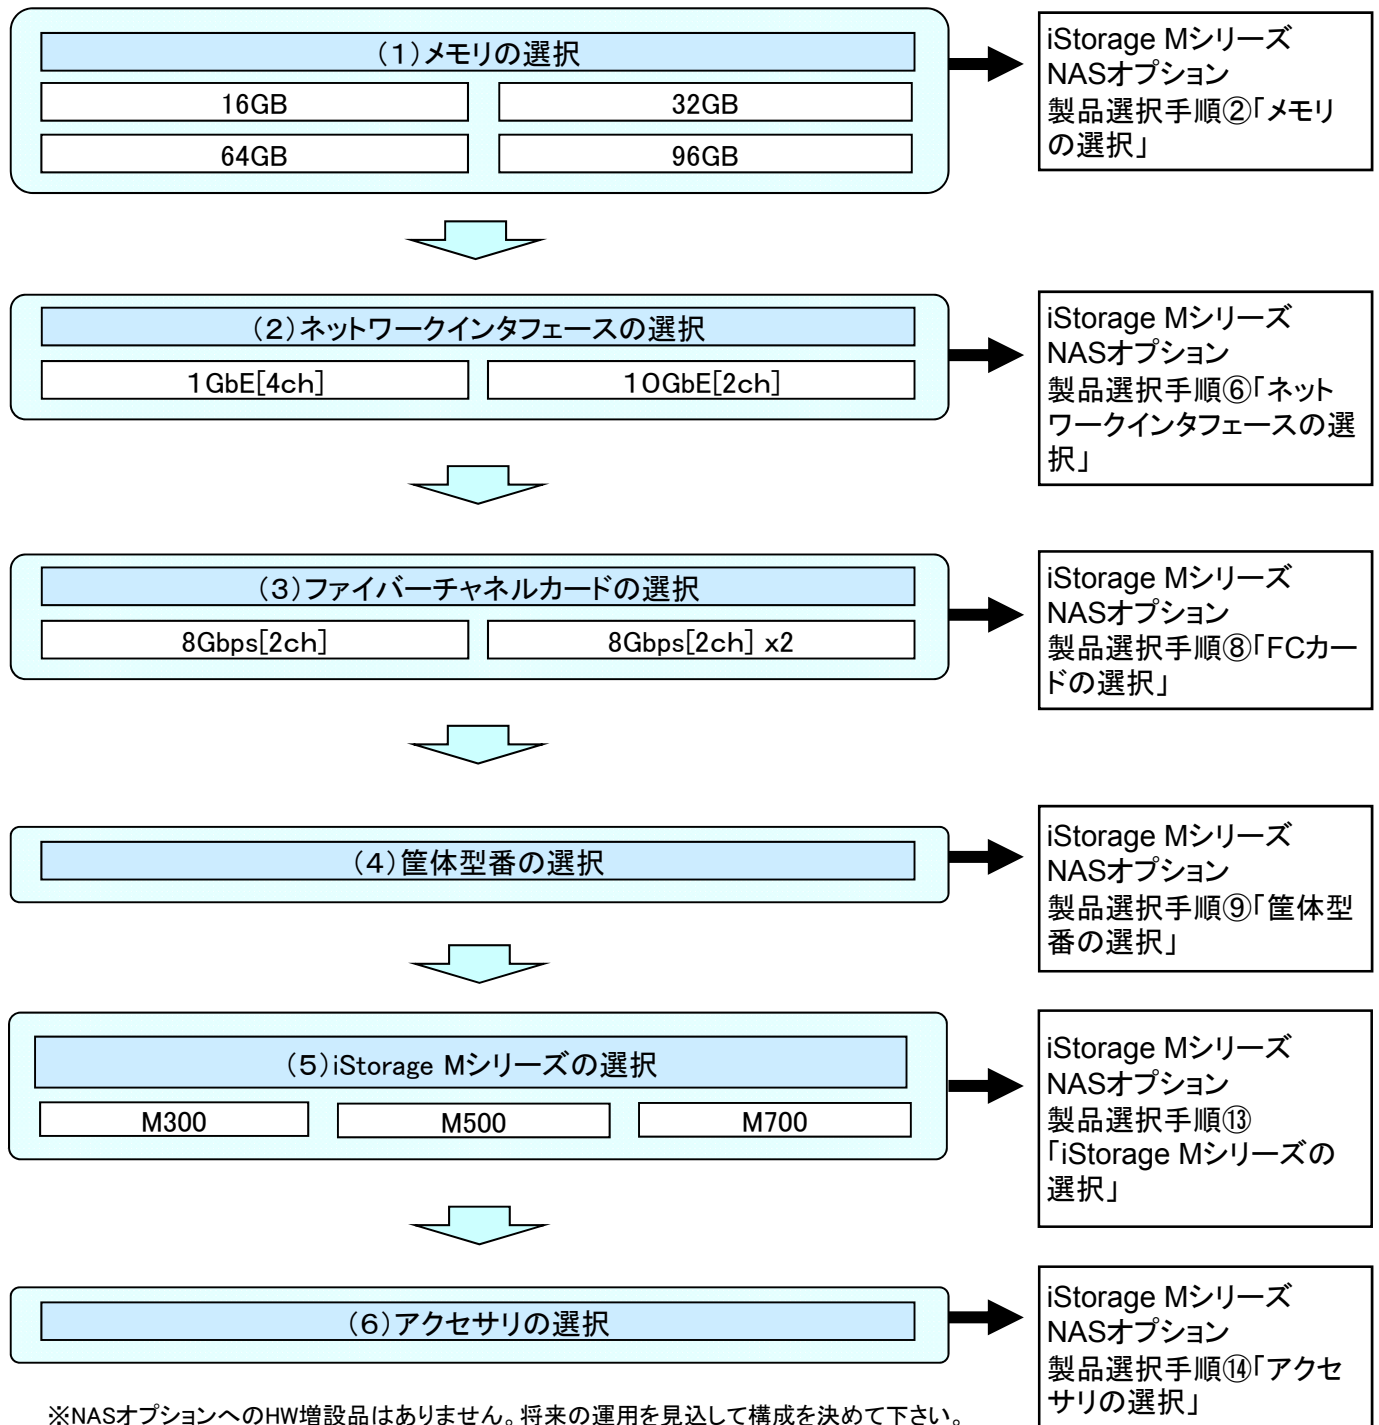 (1)メモリの選択
16GB
32GB
64GB
96GB
iStorage Mシリーズ
NASオプション
製品選択手順②「メモリ
の選択」
(2)ネットワークインタフェースの選択
1GbE[4ch]
10GbE[2ch]
iStorage Mシリーズ
NASオプション
製品選択手順⑥「ネット
ワークインタフェースの選
択」
(3)ファイバーチャネルカードの選択
8Gbps[2ch]
8Gbps[2ch] x2
iStorage Mシリーズ
NASオプション
製品選択手順⑧「FCカー
ドの選択」
(4)筐体型番の選択
iStorage Mシリーズ
NASオプション
製品選択手順⑨「筐体型
番の選択」
(5)iStorage Mシリーズの選択
M300
M500
M700
iStorage Mシリーズ
NASオプション
製品選択手順⑬
「iStorage Mシリーズの
選択」
(6)アクセサリの選択
iStorage Mシリーズ
NASオプション
製品選択手順⑭「アクセ
サリの選択」
※NASオプションへのHW増設品はありません。将来の運用を見込して構成を決めて下さい。